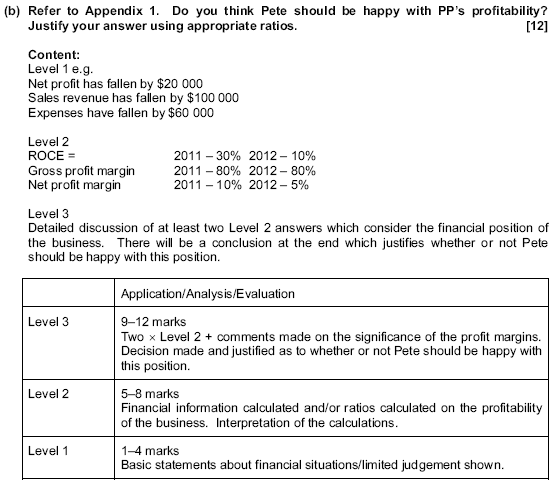 (b) Refer to Appendix 1. Do you think Pete should be happy with PP's profitability?
Justify your answer using appropriate ratios. [12]
Content:
Level 1 e.g.
Net profit has fallen by $20 000
Sales revenue has fallen by $100 000
Expenses have fallen by $60 000
Level 2
ROCE = 2011 – 30% 2012 – 10%
Gross profit margin 2011 – 80% 2012 – 80%
Net profit margin 2011 – 10% 2012 – 5%
Level 3
Detailed discussion of at least two Level 2 answers which consider the financial position of
the business. There will be a conclusion at the end which justifies whether or not Pete
should be happy with this position.
Application/Analysis/Evaluation
Level 3 9–12 marks
Two × Level 2 + comments made on the significance of the profit margins.
Decision made and justified as to whether or not Pete should be happy with
this position.
Level 2 5–8 marks
Financial information calculated and/or ratios calculated on the profitability
of the business. Interpretation of the calculations.
Level 1 1–4 marks
Basic statements about financial situations/limited judgement shown.